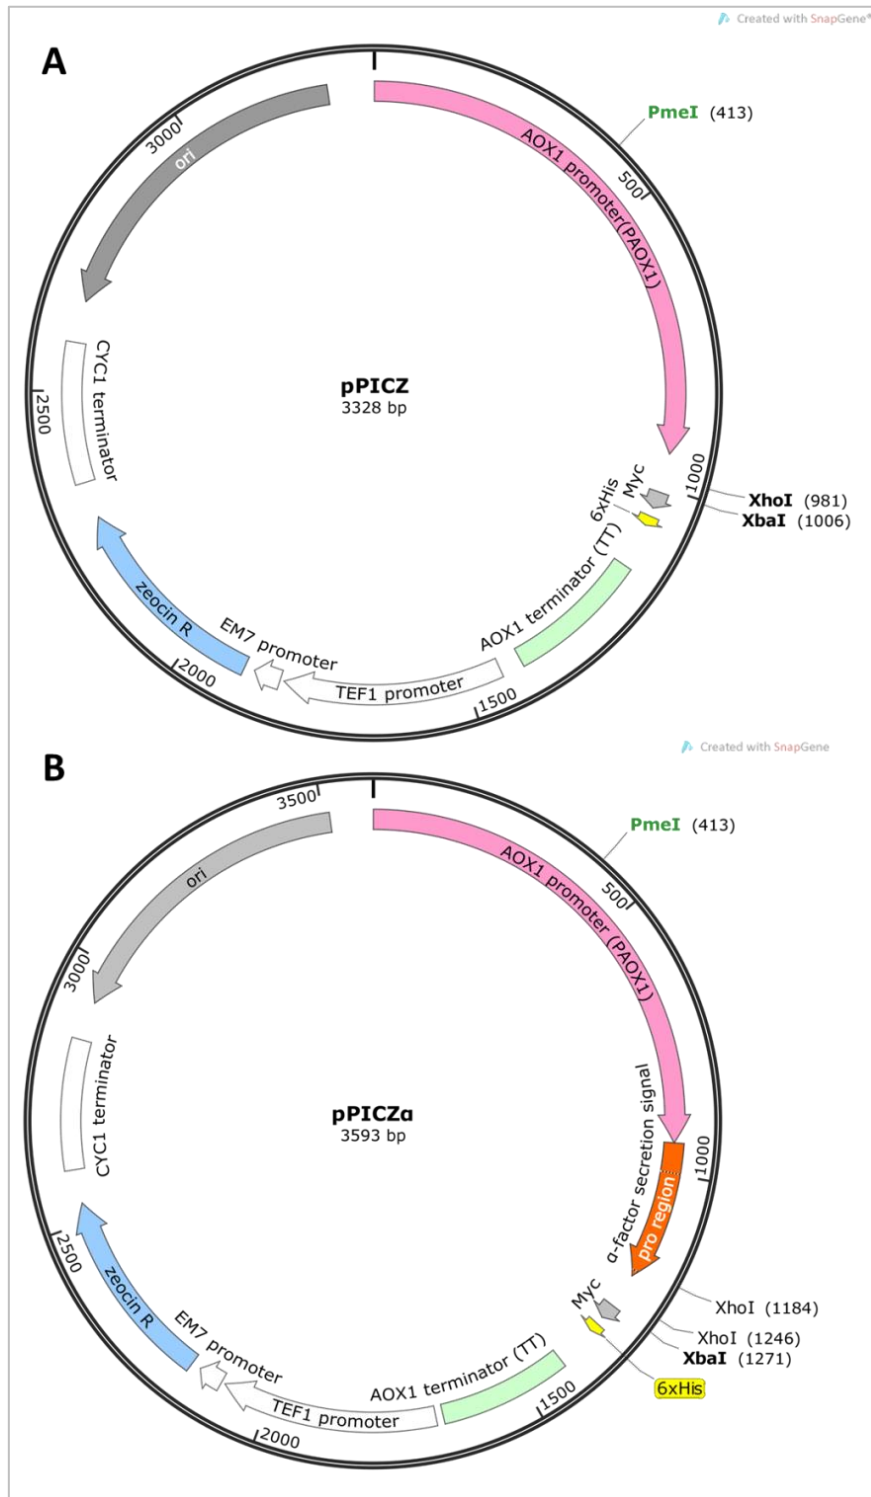 Created with SnapGene®
A
PmeI (413)
500
AOX1 promoter(PAOX1)
3000
ori
pPICZ
3328 bp
CYC1 terminator
2500
1000
XhoI (981)
XbaI (1006)
Myc
6xHis
AOX1 terminator (TT)
zeocin R
EM7 promoter
TEF1 promoter
2000
1500
Created with SnapGene
B
3500
PmeI (413)
500
AOX1 promoter (PAOX1)
ori
3000
pPICZα
3593 bp
CYC1 terminator
1000
α-factor secretion signal
pro region
2500
XhoI (1184)
XhoI (1246)
XbaI (1271)
6xHis
Myc
zeocin R
EM7 promoter
AOX1 terminator (TT)
TEF1 promoter
1500
2000